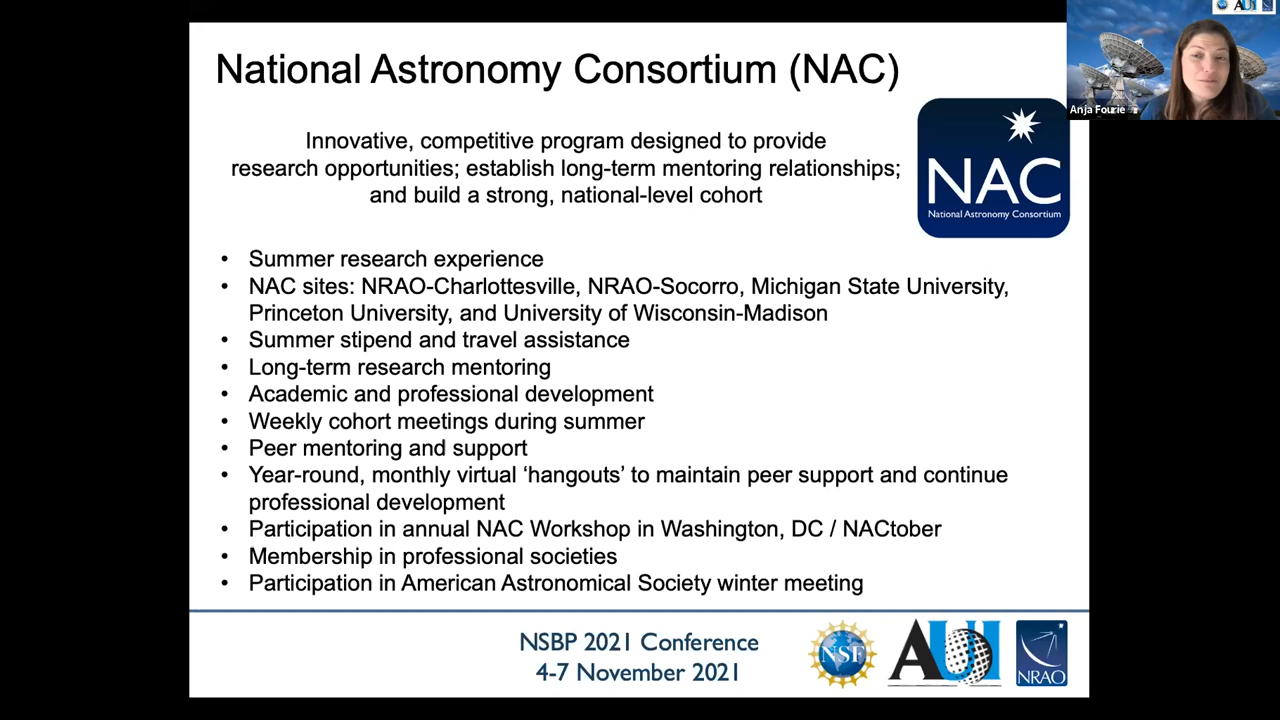 National Astronomy Consortium (NAC)
Anja Fourie
Innovative, competitive program designed to provide
research opportunities; establish long-term mentoring relationships;
and build a strong, national-level cohort
NAC
National Astronomy Consortium
• Summer research experience
• NAC sites: NRAO-Charlottesville, NRAO-Socorro, Michigan State University,
Princeton University, and University of Wisconsin-Madison
• Summer stipend and travel assistance
• Long-term research mentoring
• Academic and professional development
• Weekly cohort meetings during summer
• Peer mentoring and support
• Year-round, monthly virtual ‘hangouts’ to maintain peer support and continue
professional development
• Participation in annual NAC Workshop in Washington, DC / NACtober
• Membership in professional societies
• Participation in American Astronomical Society winter meeting
NSBP 2021 Conference
4-7 November 2021
NSF
AUI
NRAO